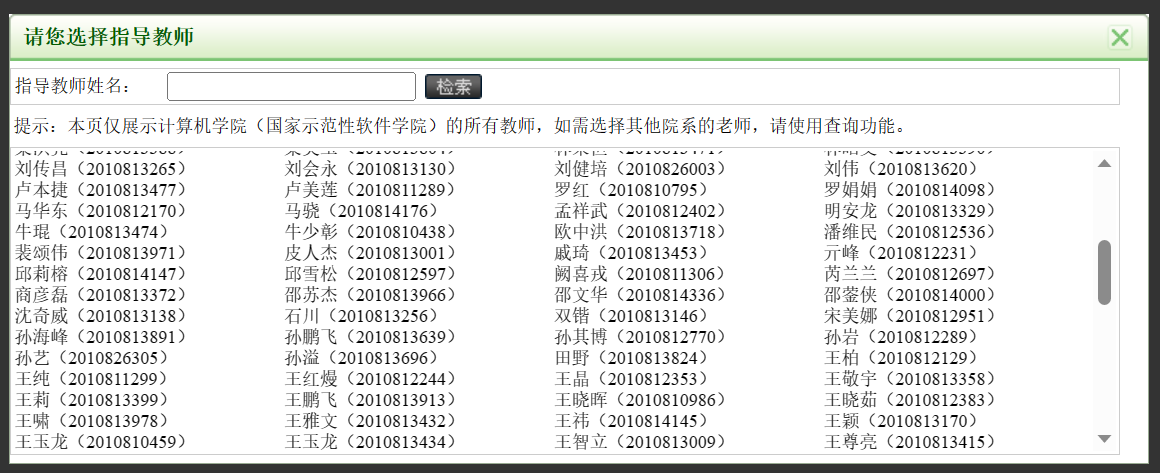 请您选择指导教师
指导教师姓名：
检索
提示：本页仅展示计算机学院（国家示范性软件学院）的所有教师，如需选择其他院系的老师，请使用查询功能。
刘传昌（2010813265） 刘会永（2010813130） 刘健培（2010826003） 刘伟（2010813620）
卢本捷（2010813477） 卢美莲（2010811289） 罗红（2010810795） 罗娟娟（2010814098）
马华东（2010812170） 马骁（2010814176） 孟祥武（2010812402） 明安龙（2010813329）
牛琨（2010813474） 牛少彰（2010810438） 欧中洪（2010813718） 潘维民（2010812536）
裴颂伟（2010813971） 皮人杰（2010813001） 戚琦（2010813453） 亓峰（2010812231）
邱莉榕（2010814147） 邱雪松（2010812597） 阙喜戎（2010811306） 芮兰兰（2010812697）
商彦磊（2010813372） 邵苏杰（2010813966） 邵文华（2010814336） 邵蓥侠（2010814000）
沈奇威（2010813138） 石川（2010813256） 双锴（2010813146） 宋美娜（2010812951）
孙海峰（2010813891） 孙鹏飞（2010813639） 孙其博（2010812770） 孙岩（2010812289）
孙艺（2010826305） 孙溢（2010813696） 田野（2010813824） 王柏（2010812129）
王纯（2010811299） 王红熳（2010812244） 王晶（2010812353） 王敬宇（2010813358）
王莉（2010813399） 王鹏飞（2010813913） 王晓晖（2010810986） 王晓茹（2010812383）
王啸（2010813978） 王雅文（2010813432） 王祎（2010814145） 王颖（2010813170）
王玉龙（2010810459） 王玉龙（2010813434） 王智立（2010813009） 王尊亮（2010813415）